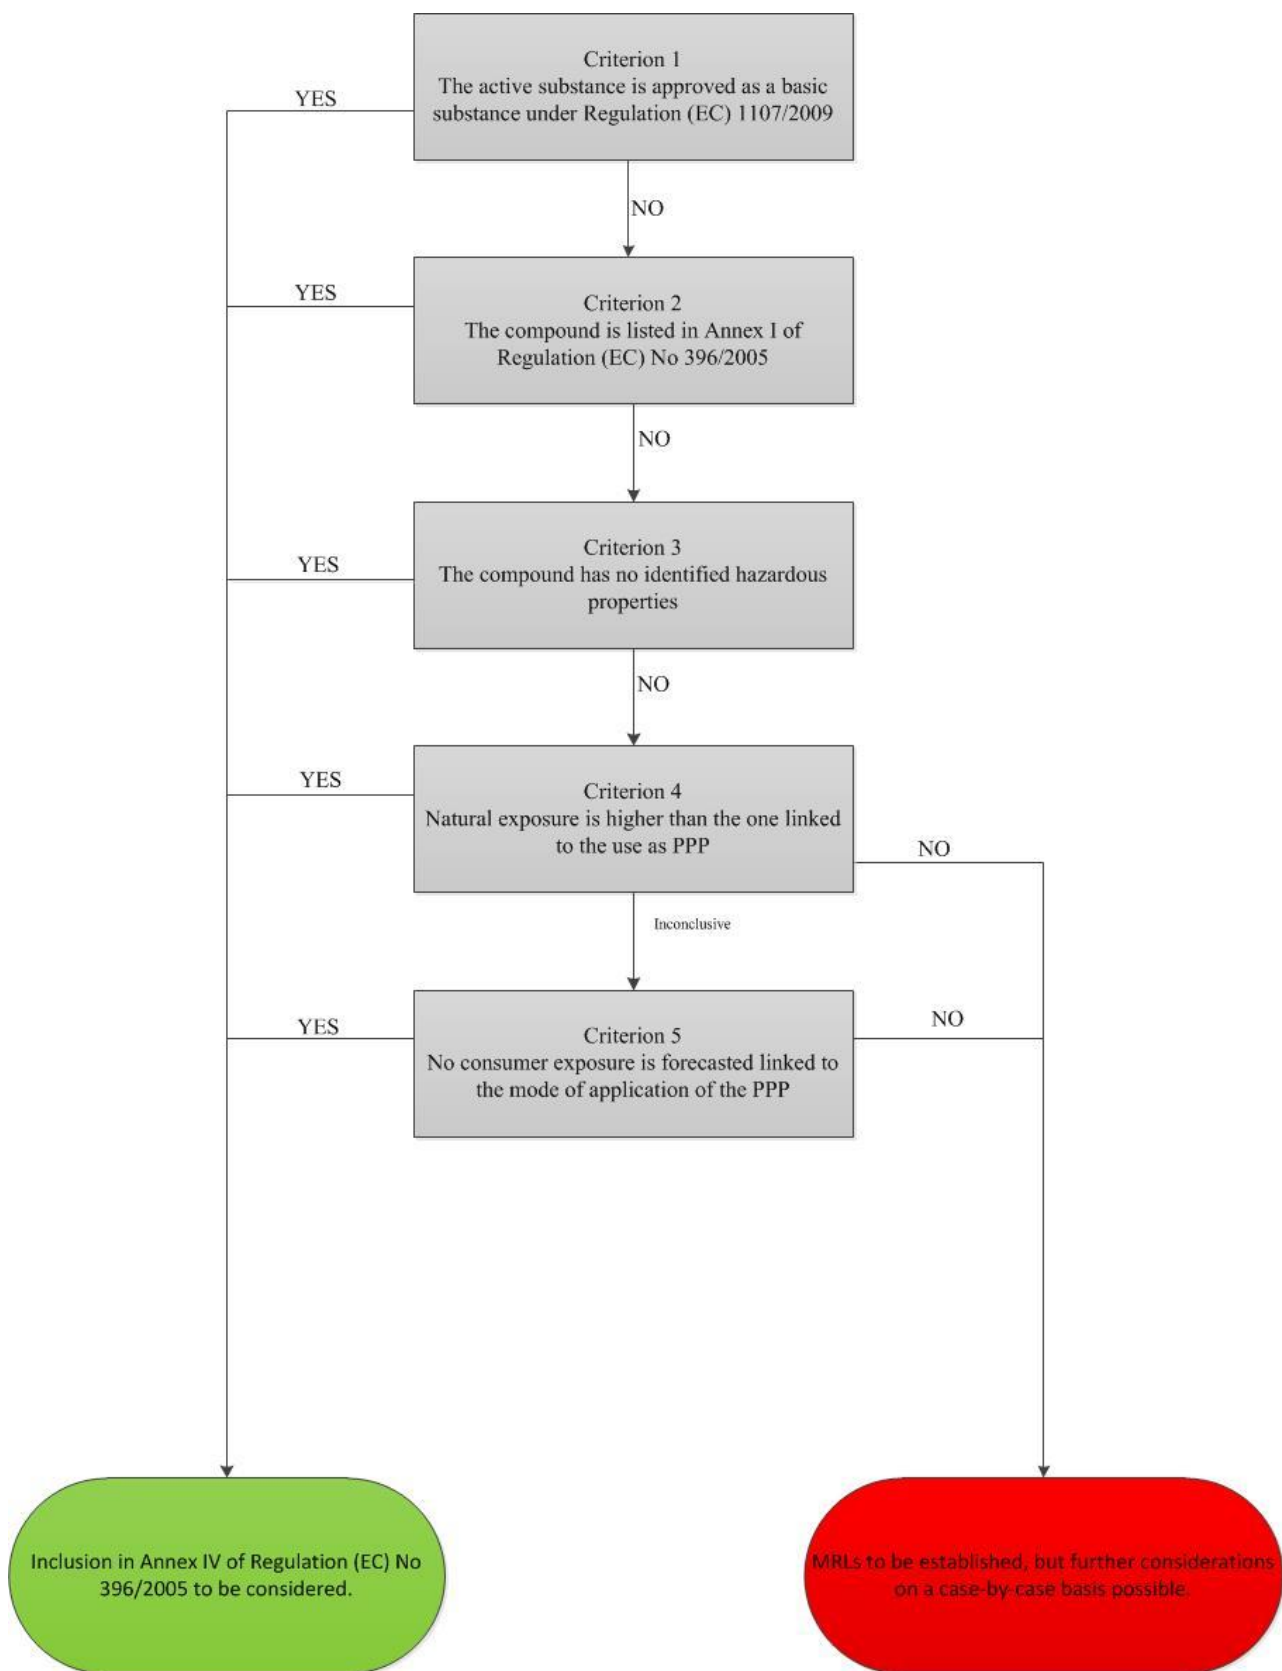 Criterion 1
The active substance is approved as a basic
substance under Regulation (EC) 1107/2009
YES
NO
Criterion 2
The compound is listed in Annex I of
Regulation (EC) No 396/2005
YES
NO
Criterion 3
The compound has no identified hazardous
properties
YES
NO
Criterion 4
Natural exposure is higher than the one linked
to the use as PPP
YES
NO
Inconclusive
Criterion 5
No consumer exposure is forecasted linked to
the mode of application of the PPP
YES
NO
Inclusion in Annex IV of Regulation (EC) No
396/2005 to be considered.
MRLs to be established, but further considerations
on a case-by-case basis possible.